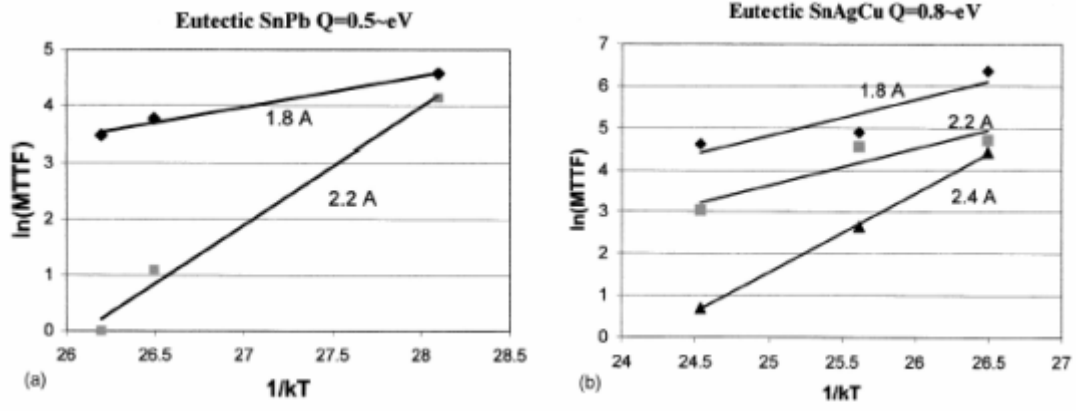 Eutectic SnPb Q=0.5~eV
5
4
3
2
1
0
ln(MTTF)
1.8 A
2.2 A
26
26.5
27
27.5
28
28.5
1/kT
(a)
Eutectic SnAgCu Q=0.8~eV
7
6
5
4
3
2
1
0
ln(MTTF)
1.8 A
2.2 A
2.4 A
24
24.5
25
25.5
26
26.5
27
1/kT
(b)